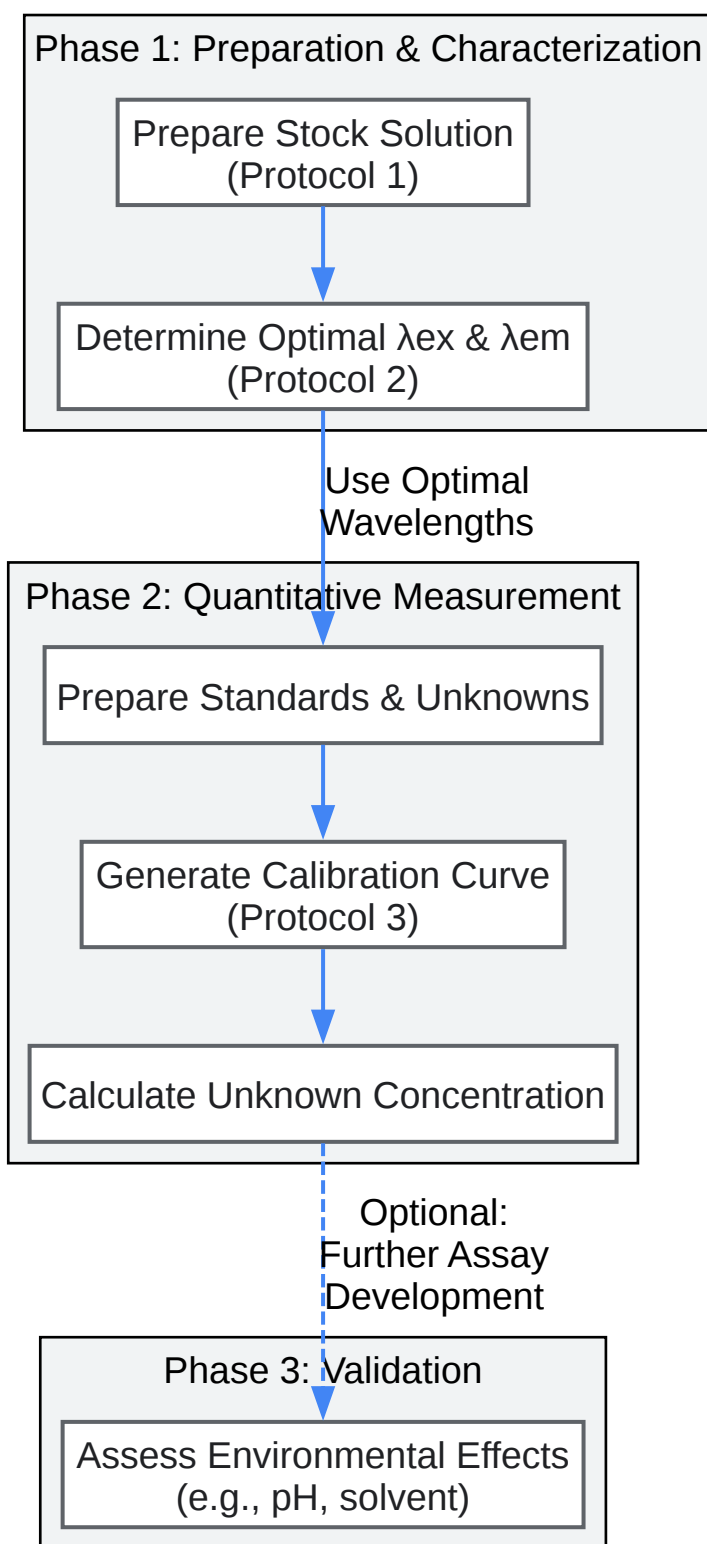 Phase 1: Preparation & Characterization
Prepare Stock Solution
(Protocol 1)
Determine Optimal λex & λem
(Protocol 2)
Use Optimal
Wavelengths
Phase 2: Quantitative Measurement
Prepare Standards & Unknowns
Generate Calibration Curve
(Protocol 3)
Calculate Unknown Concentration
Optional:
Further Assay
Development
Phase 3: Validation
Assess Environmental Effects
(e.g., pH, solvent)